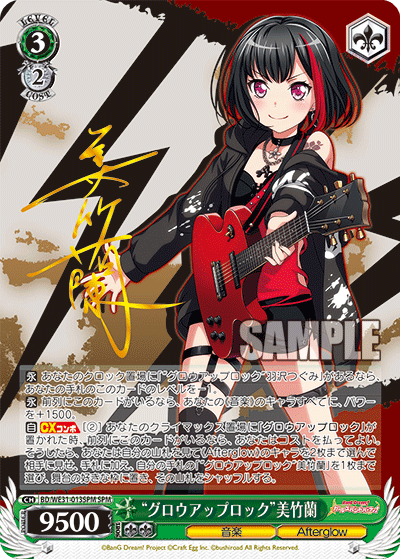 LEVEL
3
2
COST
美竹蘭
SAMPLE
永 あなたのクロック置場に「“グロウアップロック”羽沢つぐみ」があるなら、
あなたの手札のこのカードのレベルを－1。
永 前列にこのカードがいるなら、あなたの《音楽》のキャラすべてに、パワー
を＋1500。
自 CXコンボ [②] あなたのクライマックス置場に「グロウアップロック」が
置かれた時、前列にこのカードがいるなら、あなたはコストを払ってよい。そ
うしたら、あなたは自分の山札を見て《Afterglow》のキャラを2枚まで選んで
相手に見せ、手札に加え、自分の手札の「“グロウアップロック”美竹蘭」を1枚まで
選び、舞台の好きな枠に置き、その山札をシャッフルする。
CH BD/WE31-013SPM SPM
9500
“グロウアップロック”美竹蘭
音楽
Afterglow
©BanG Dream! Project ©Craft Egg Inc. ©bushiroad All Rights Reserved.